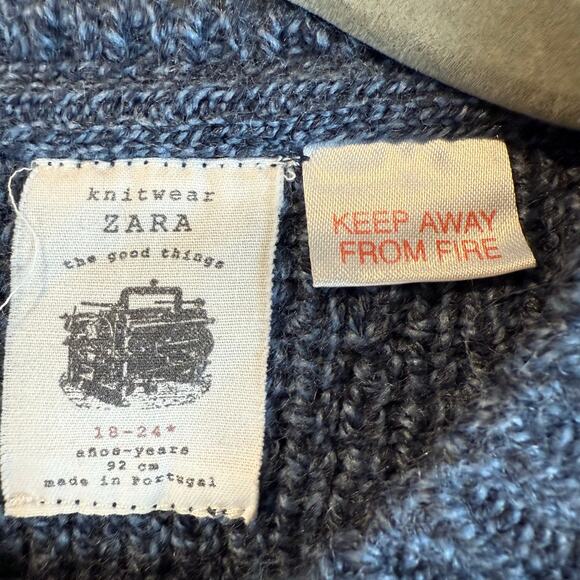 knitwear
ZARA
the good things
18-24*
años-years
92 cm
made in Portugal
KEEP AWAY
FROM FIRE